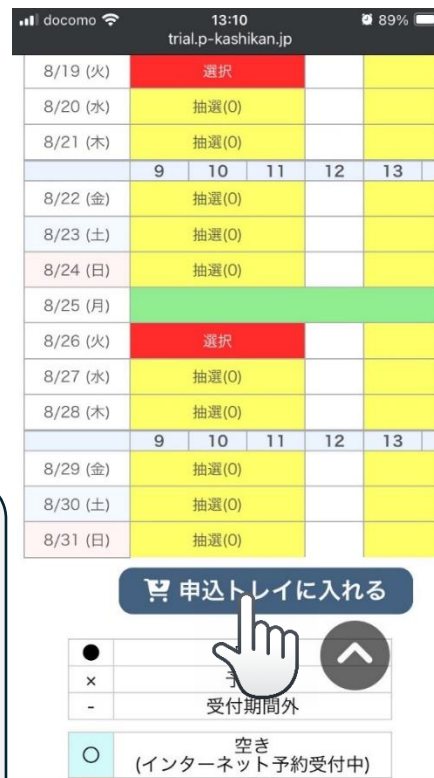 docomo 13:10 89%
trial.p-kashikan.jp
8/19 (火) 選択
8/20 (水) 抽選(0)
8/21 (木) 抽選(0)
9 10 11 12 13
8/22 (金) 抽選(0)
8/23 (土) 抽選(0)
8/24 (日) 抽選(0)
8/25 (月)
8/26 (火) 選択
8/27 (水) 抽選(0)
8/28 (木) 抽選(0)
9 10 11 12 13
8/29 (金) 抽選(0)
8/30 (土) 抽選(0)
8/31 (日) 抽選(0)
申込トレイに入れる
●
× 予
- 受付期間外
○ 空き
(インターネット予約受付中)